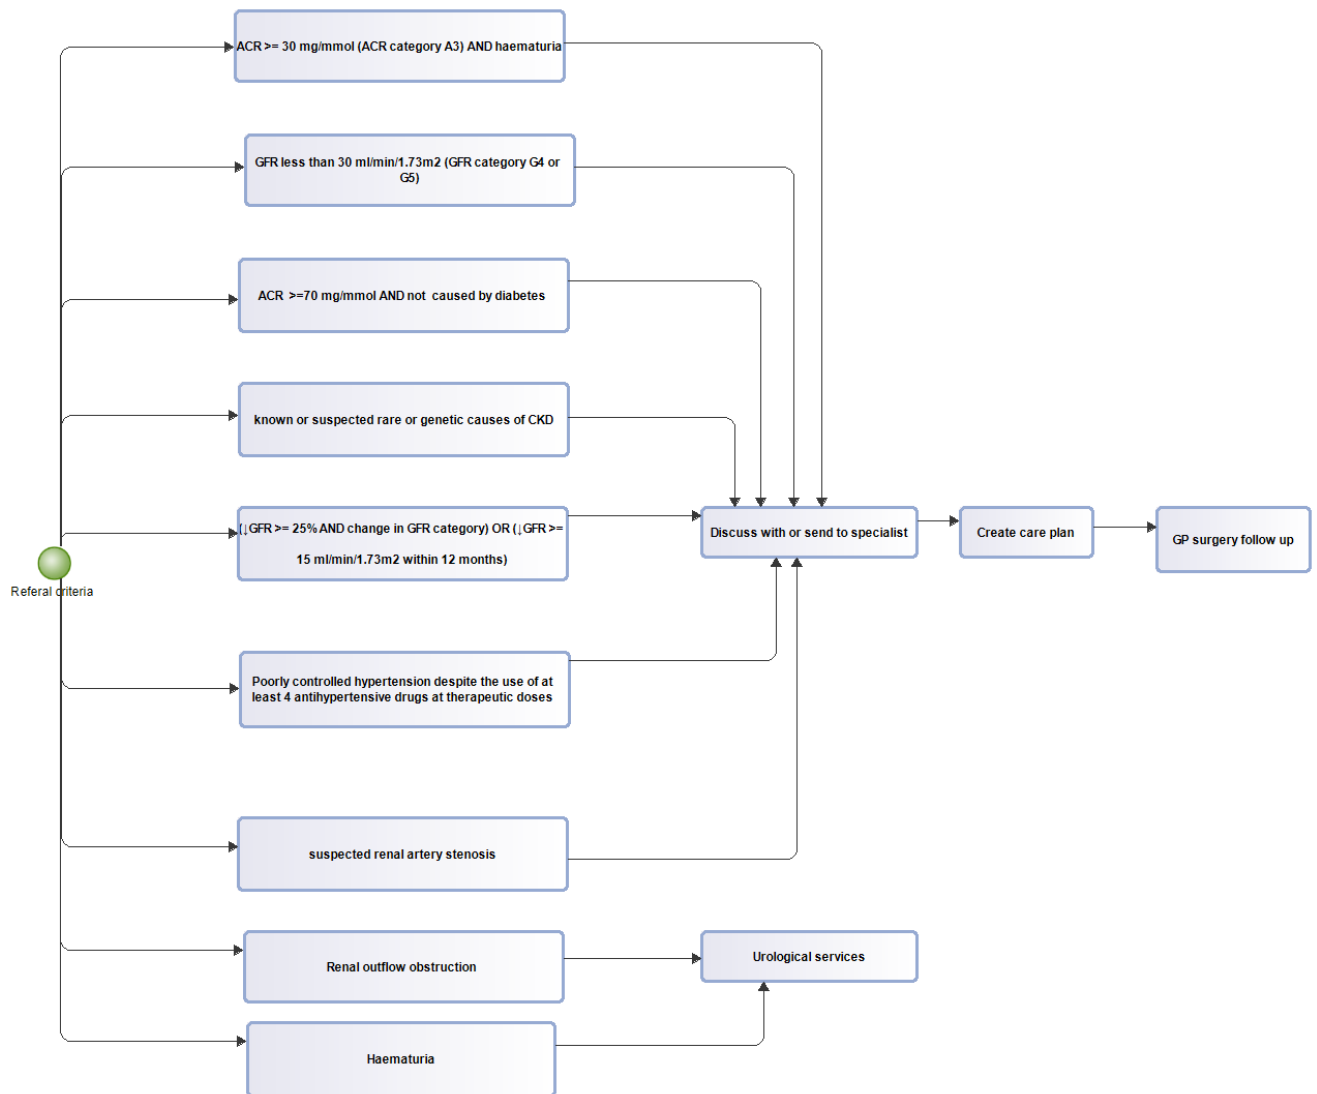 ACR >= 30 mg/mmol (ACR category A3) AND haematuria
GFR less than 30 ml/min/1.73m2 (GFR category G4 or
G5)
ACR >=70 mg/mmol AND not caused by diabetes
known or suspected rare or genetic causes of CKD
(↓GFR >= 25% AND change in GFR category) OR (↓GFR >=
15 ml/min/1.73m2 within 12 months)
Discuss with or send to specialist
Create care plan
GP surgery follow up
Referal criteria
Poorly controlled hypertension despite the use of at
least 4 antihypertensive drugs at therapeutic doses
suspected renal artery stenosis
Renal outflow obstruction
Urological services
Haematuria